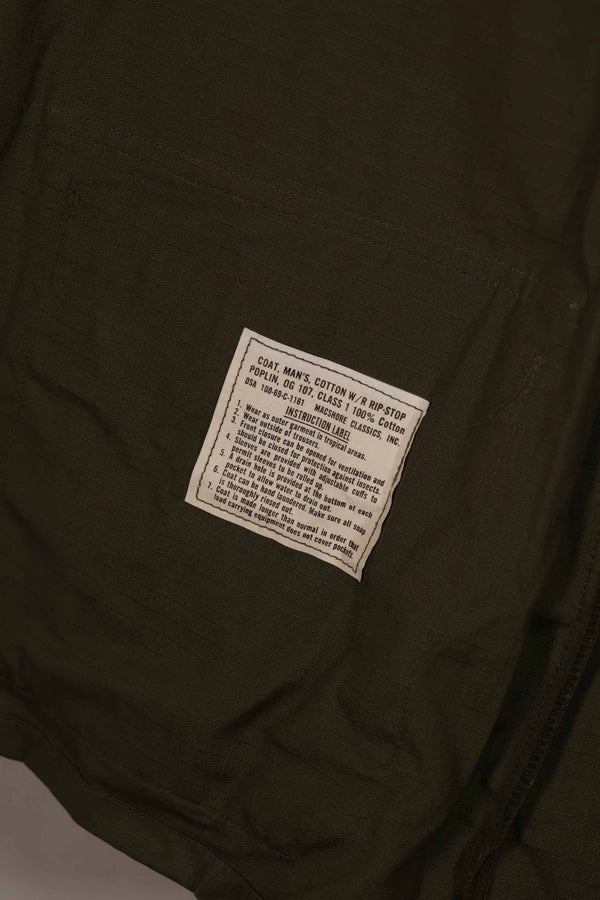 COAT, MAN'S, COTTON W/R RIP-STOP
POPLIN, OG 107, CLASS 1 100% Cotton
DSA 100-69-C-1161 MACSHORE CLASSICS, INC.
INSTRUCTION LABEL
1. Wear as outer garment in tropical areas.
2. Wear outside of trousers.
3. Front closure can be opened for ventilation and
should be closed for protection against insects.
4. Sleeves are provided with adjustable cuffs to
permit sleeves to be rolled up.
5. A drain hole is provided at the bottom of each
pocket to allow water to drain out.
6. Coat can be hand laundered. Make sure all soap
is thoroughly rinsed out.
7. Coat is made longer than normal in order that
load carrying equipment does not cover pockets.